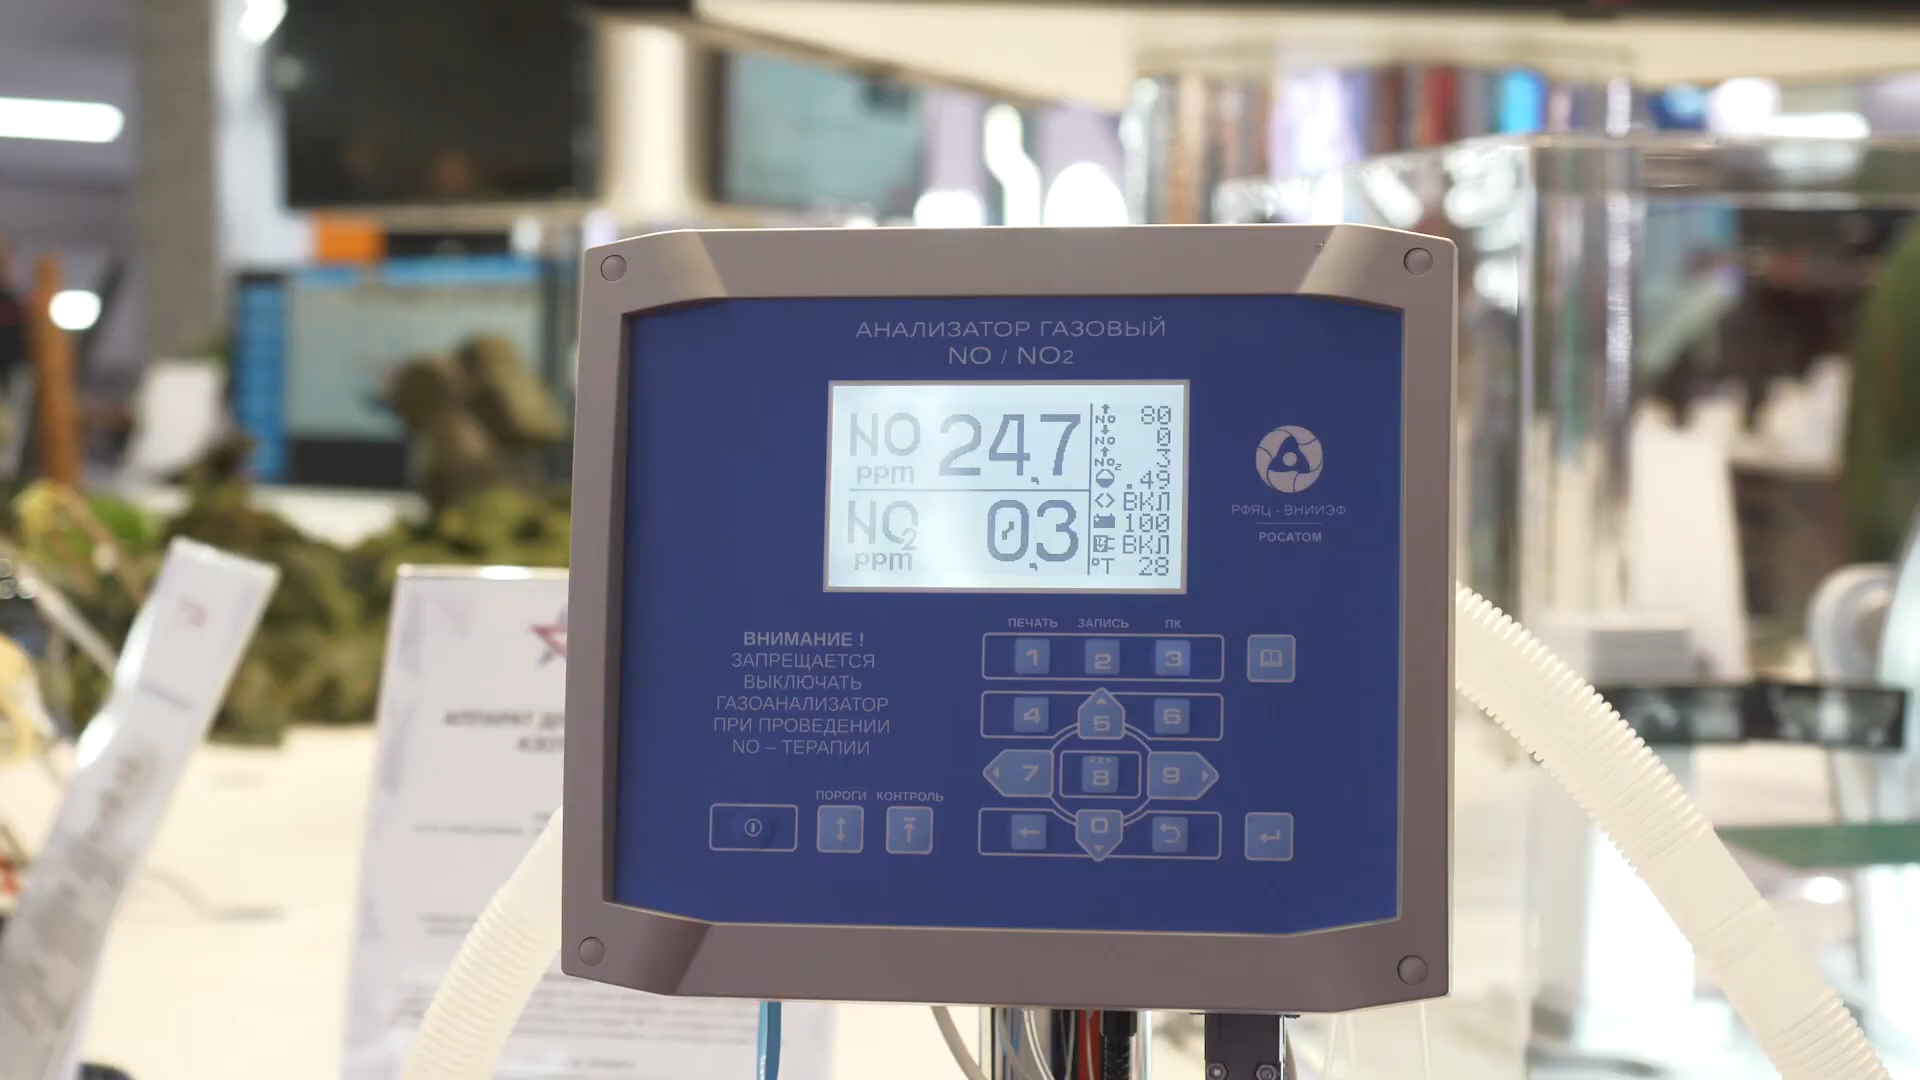 АНАЛИЗАТОР ГАЗОВЫЙ
NO / NO2
NO 24,7
ppm
NO2 0,3
ppm
NO 80
NO 0
NO2 3
.49
<> ВКЛ
100
ВКЛ
°T 28
РФЯЦ - ВНИИЭФ
РОСАТОМ
ВНИМАНИЕ !
ЗАПРЕЩАЕТСЯ
ВЫКЛЮЧАТЬ
ГАЗОАНАЛИЗАТОР
ПРИ ПРОВЕДЕНИИ
NO – ТЕРАПИИ
ПЕЧАТЬ ЗАПИСЬ ПК
1 2 3
4 5 6
7 8 9
0
ПОРОГИ КОНТРОЛЬ
АППАРАТ